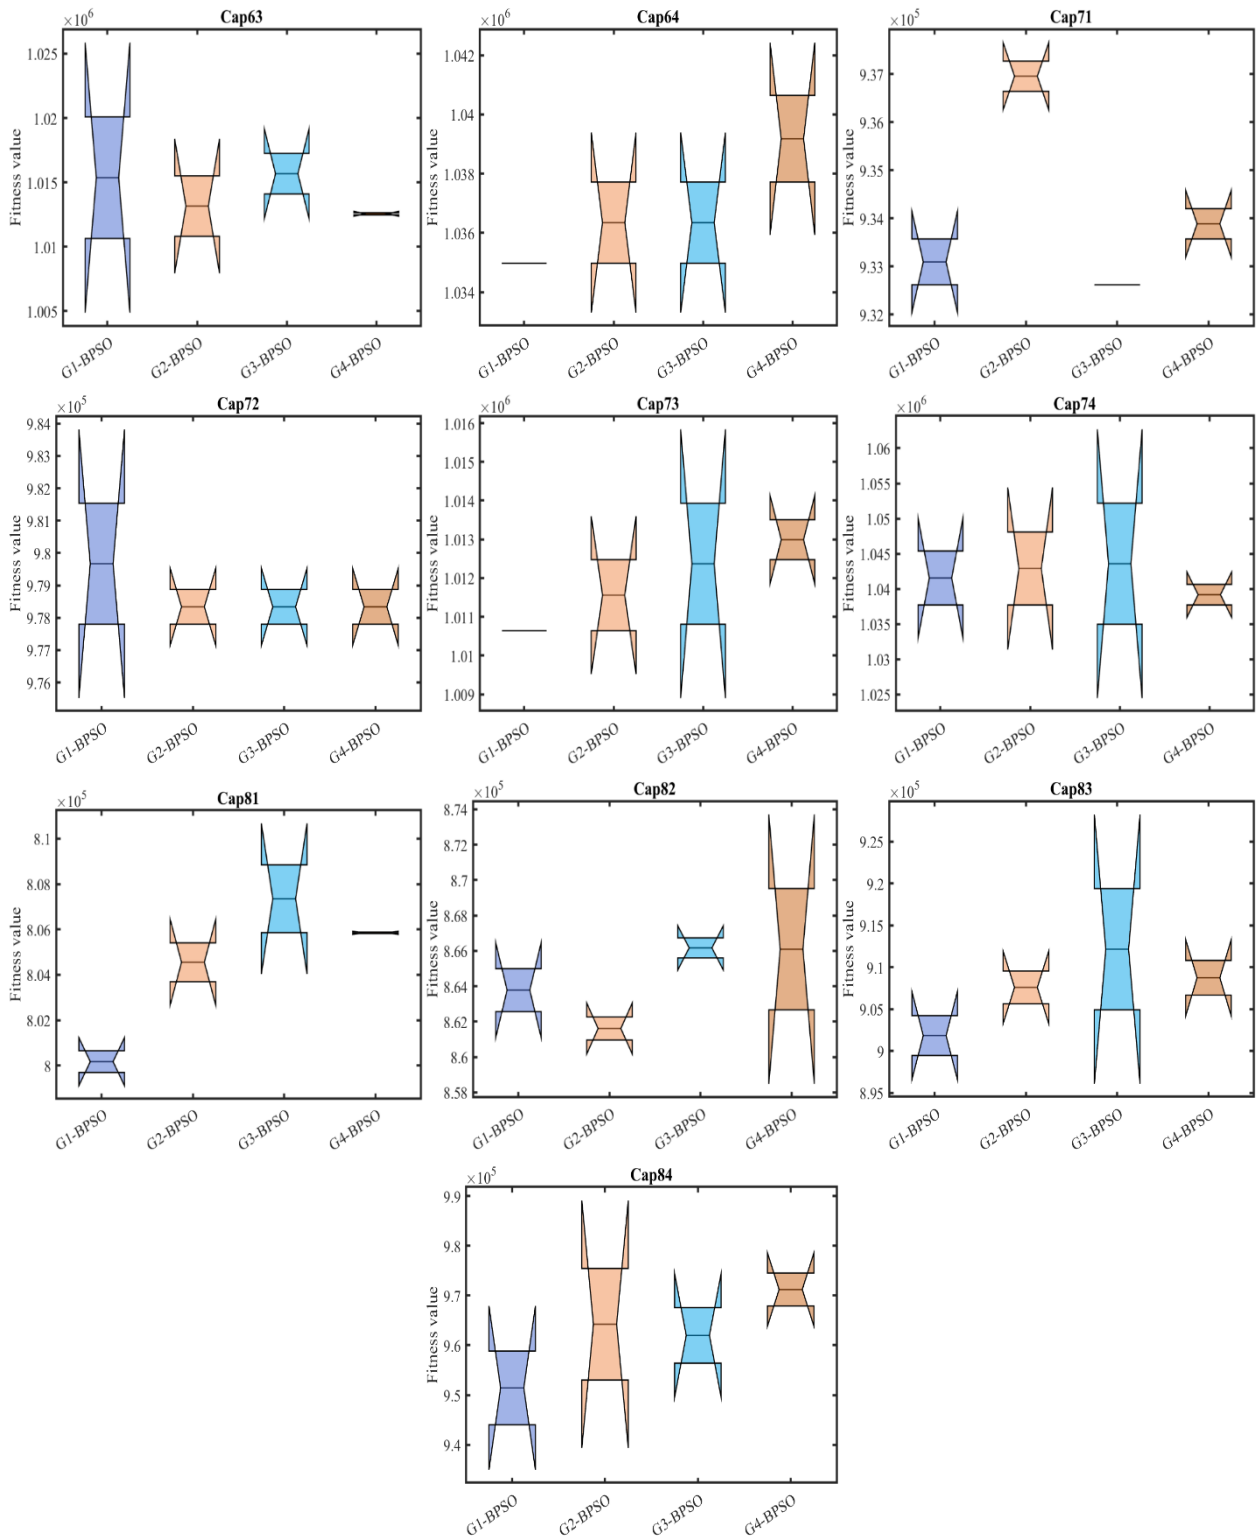 Cap63
×10^6
Fitness value
1.025
1.02
1.015
1.01
1.005
G1-BPSO
G2-BPSO
G3-BPSO
G4-BPSO
Cap64
×10^6
Fitness value
1.042
1.04
1.038
1.036
1.034
G1-BPSO
G2-BPSO
G3-BPSO
G4-BPSO
Cap71
×10^5
Fitness value
9.37
9.36
9.35
9.34
9.33
9.32
G1-BPSO
G2-BPSO
G3-BPSO
G4-BPSO
Cap72
×10^5
Fitness value
9.84
9.83
9.82
9.81
9.8
9.79
9.78
9.77
9.76
G1-BPSO
G2-BPSO
G3-BPSO
G4-BPSO
Cap73
×10^6
Fitness value
1.016
1.015
1.014
1.013
1.012
1.011
1.01
1.009
G1-BPSO
G2-BPSO
G3-BPSO
G4-BPSO
Cap74
×10^6
Fitness value
1.06
1.055
1.05
1.045
1.04
1.035
1.03
1.025
G1-BPSO
G2-BPSO
G3-BPSO
G4-BPSO
Cap81
×10^5
Fitness value
8.1
8.08
8.06
8.04
8.02
8
G1-BPSO
G2-BPSO
G3-BPSO
G4-BPSO
Cap82
×10^5
Fitness value
8.74
8.72
8.7
8.68
8.66
8.64
8.62
8.6
8.58
G1-BPSO
G2-BPSO
G3-BPSO
G4-BPSO
Cap83
×10^5
Fitness value
9.25
9.2
9.15
9.1
9.05
9
8.95
G1-BPSO
G2-BPSO
G3-BPSO
G4-BPSO
Cap84
×10^5
Fitness value
9.9
9.8
9.7
9.6
9.5
9.4
G1-BPSO
G2-BPSO
G3-BPSO
G4-BPSO